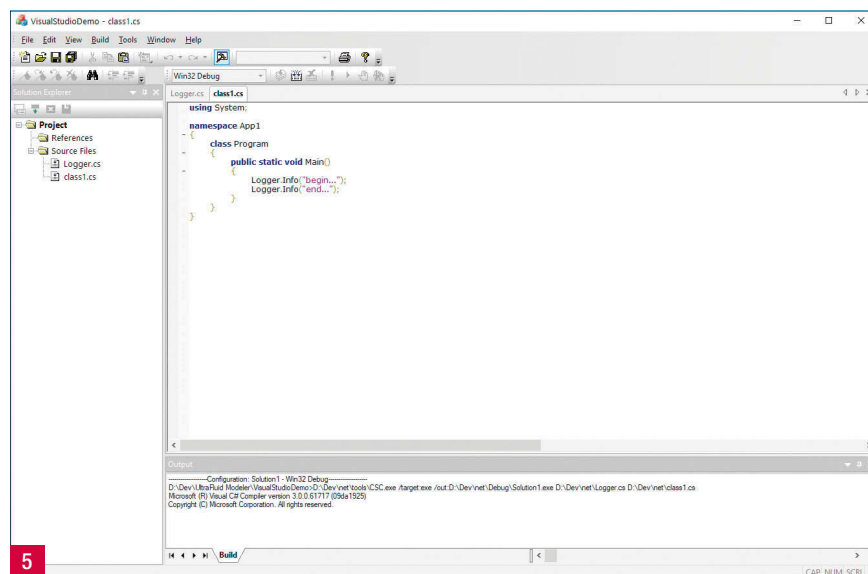 VisualStudioDemo - class1.cs
File Edit View Build Tools Window Help
Win32 Debug
Solution Explorer
Project
References
Source Files
Logger.cs
class1.cs
Logger.cs class1.cs
using System;
namespace App1
{
class Program
{
public static void Main()
{
Logger.Info("begin...");
Logger.Info("end...");
}
}
}
Output
------------------Configuration: Solution1 - Win32 Debug------------------
D:\Dev\UltraFluid Modeler\VisualStudioDemo>D:\Dev\net\tools\CSC.exe /target:exe /out:D:\Dev\net\Debug\Solution1.exe D:\Dev\net\Logger.cs D:\Dev\net\class1.cs
Microsoft (R) Visual C# Compiler version 3.0.0.61717 (09da1925)
Copyright (C) Microsoft Corporation. All rights reserved.
Build
5
CAP NUM SCRL